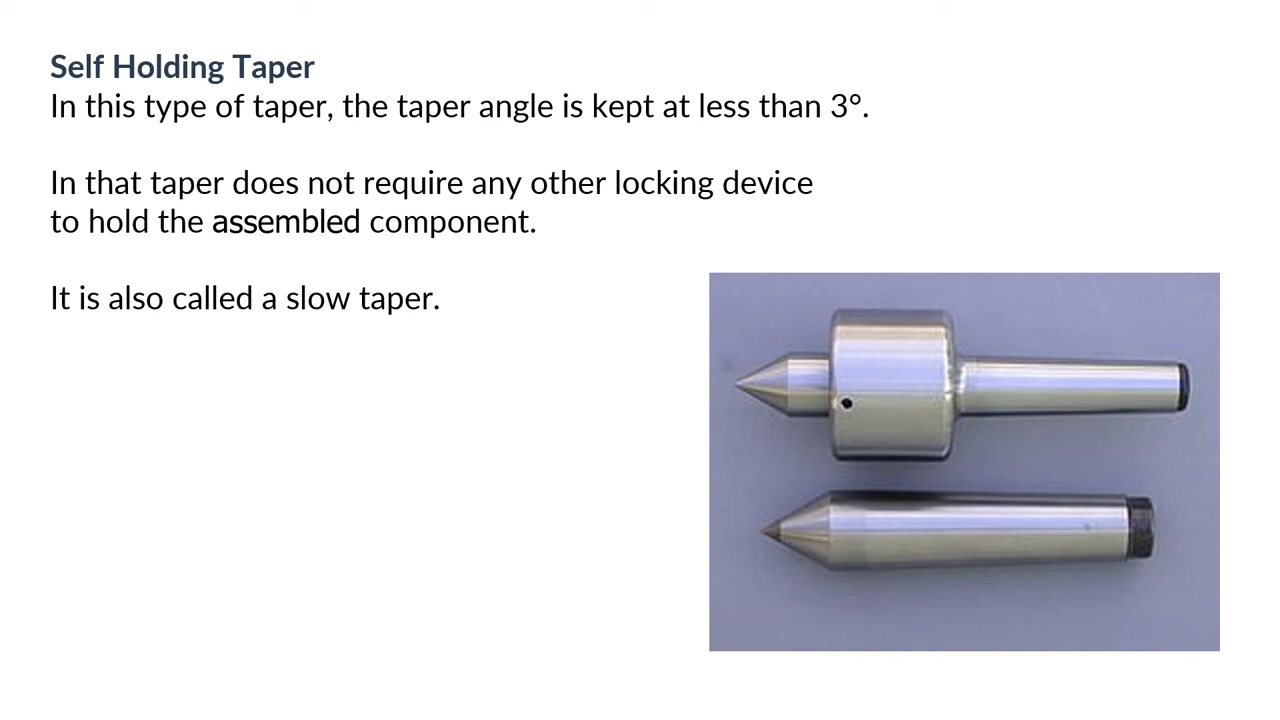 Self Holding Taper
In this type of taper, the taper angle is kept at less than 3°.
In that taper does not require any other locking device
to hold the assembled component.
It is also called a slow taper.